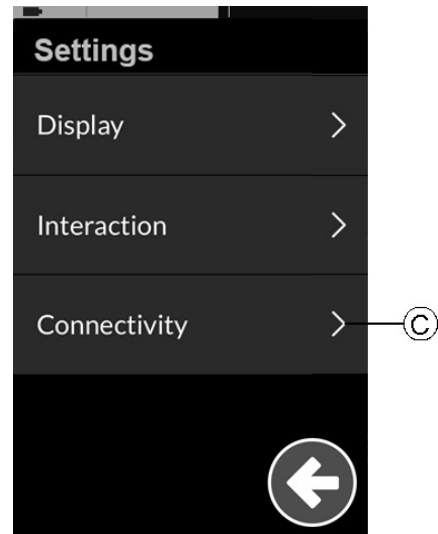 Settings
Display
Interaction
Connectivity
C